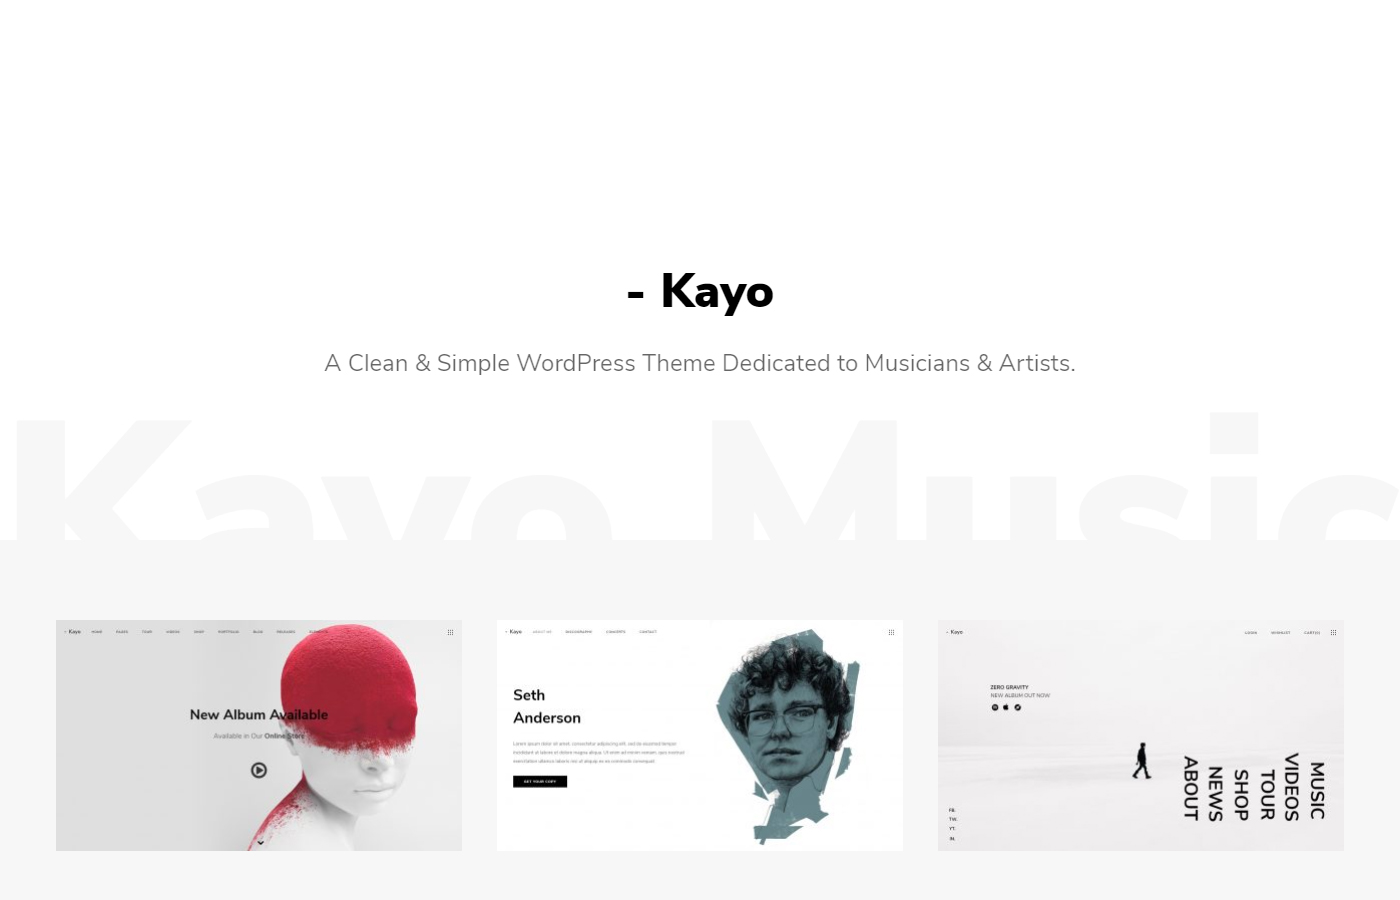 - Kayo
A Clean & Simple WordPress Theme Dedicated to Musicians & Artists.
Kayo Music
- Kayo HOME PAGES TOUR VIDEOS SHOP PORTFOLIO BLOG RELEASES
New Album Available
Available in Our Online Store
- Kayo ABOUT ME DISCOGRAPHY CONCERTS CONTACT
Seth
Anderson
Lorem ipsum dolor sit amet, consectetur adipiscing elit, sed do eiusmod tempor
incididunt ut labore et dolore magna aliqua. Ut enim ad minim veniam, quis nostrud
exercitation ullamco laboris nisi ut aliquip ex ea commodo consequat
GET YOUR COPY
- Kayo LOGIN WISHLIST CART(0)
ZERO GRAVITY
NEW ALBUM OUT NOW
MUSIC
VIDEOS
TOUR
SHOP
NEWS
ABOUT
FB.
TW.
YT.
IN.